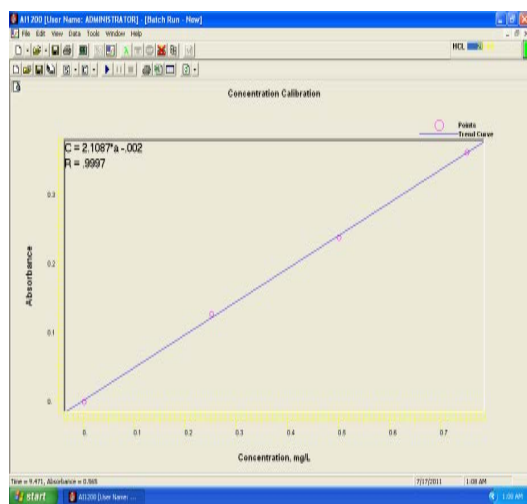 AI1200 [User Name: ADMINISTRATOR] - [Batch Run - New]
File Edit View Data Tools Window Help
HCL
Concentration Calibration
Points
Trend Curve
C = 2.1087*a -.002
R = .9997
0.3
0.2
0.1
0.
Absorbance
0. 0.1 0.2 0.3 0.4 0.5 0.6 0.7
Concentration, mg/L
Time = 9.471, Absorbance = 0.565 7/17/2011 1:08 AM
start AI1200 [User Name: ... 1:08 AM